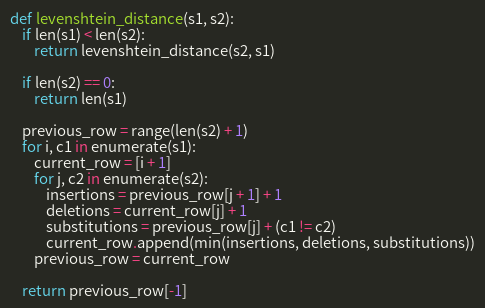 def levenshtein_distance(s1, s2):
    if len(s1) < len(s2):
        return levenshtein_distance(s2, s1)

    if len(s2) == 0:
        return len(s1)

    previous_row = range(len(s2) + 1)
    for i, c1 in enumerate(s1):
        current_row = [i + 1]
        for j, c2 in enumerate(s2):
            insertions = previous_row[j + 1] + 1
            deletions = current_row[j] + 1
            substitutions = previous_row[j] + (c1 != c2)
            current_row.append(min(insertions, deletions, substitutions))
        previous_row = current_row

    return previous_row[-1]